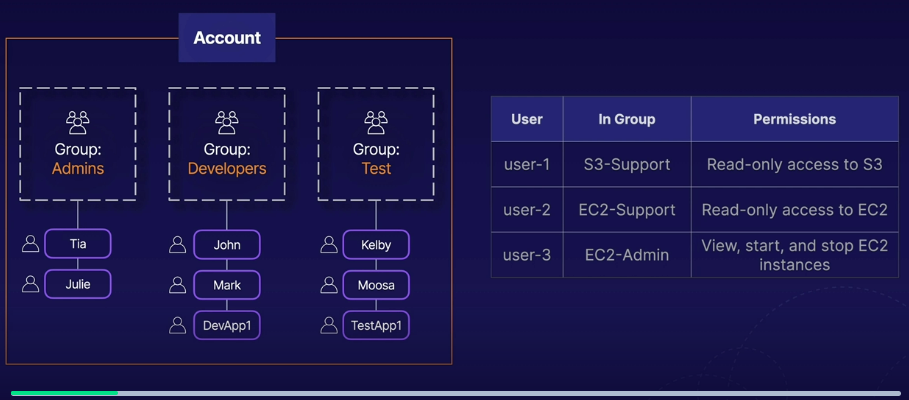 Account
Group:
Admins
Tia
Julie
Group:
Developers
John
Mark
DevApp1
Group:
Test
Kelby
Moosa
TestApp1
User In Group Permissions
user-1 S3-Support Read-only access to S3
user-2 EC2-Support Read-only access to EC2
user-3 EC2-Admin View, start, and stop EC2
instances